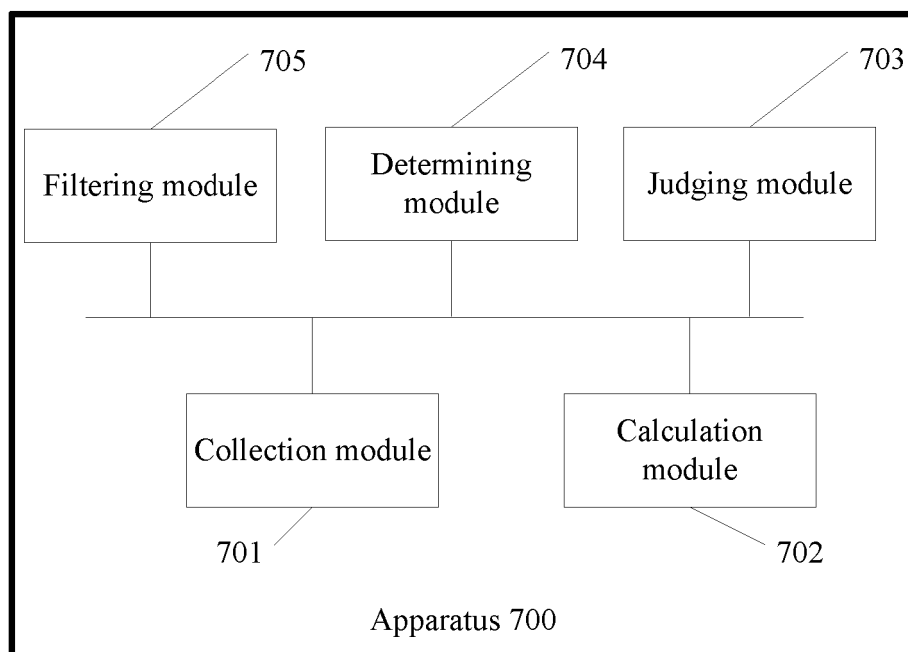 705
704
703
Filtering module
Determining
module
Judging module
Collection module
Calculation
module
701
702
Apparatus 700